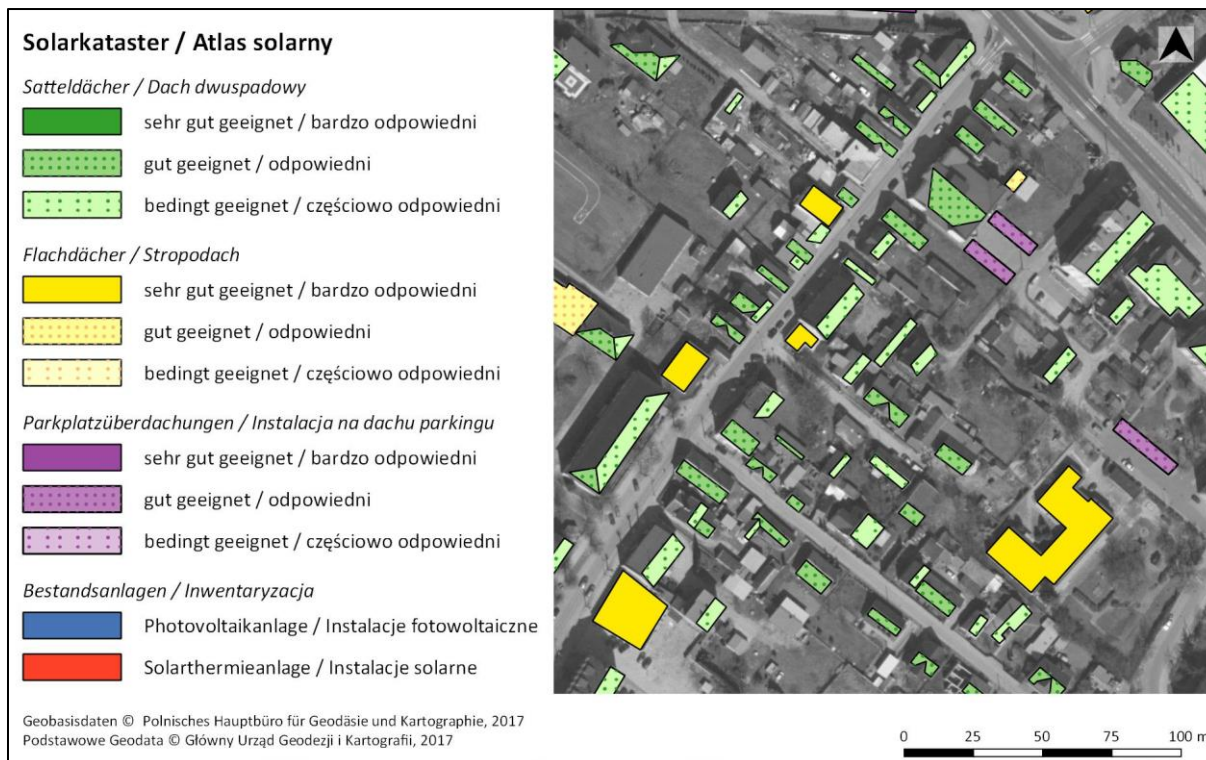 Solarkataster / Atlas solarny
Satteldächer / Dach dwuspadowy
sehr gut geeignet / bardzo odpowiedni
gut geeignet / odpowiedni
bedingt geeignet / częściowo odpowiedni
Flachdächer / Stropodach
sehr gut geeignet / bardzo odpowiedni
gut geeignet / odpowiedni
bedingt geeignet / częściowo odpowiedni
Parkplatzüberdachungen / Instalacja na dachu parkingu
sehr gut geeignet / bardzo odpowiedni
gut geeignet / odpowiedni
bedingt geeignet / częściowo odpowiedni
Bestandsanlagen / Inwentaryzacja
Photovoltaikanlage / Instalacje fotowoltaiczne
Solarthermieanlage / Instalacje solarne
Geobasisdaten © Polnisches Hauptbüro für Geodäsie und Kartographie, 2017
Podstawowe Geodata © Główny Urząd Geodezji i Kartografii, 2017
0 25 50 75 100 m